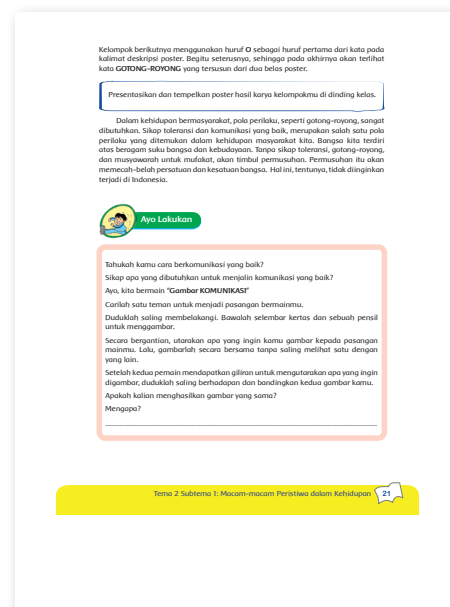 Kelompok berikutnya menggunakan huruf O sebagai huruf pertama dari kata pada
kalimat deskripsi poster. Begitu seterusnya, sehingga pada akhirnya akan terlihat
kata GOTONG-ROYONG yang tersusun dari dua belas poster.
Presentasikan dan tempelkan poster hasil karya kelompokmu di dinding kelas.
Dalam kehidupan bermasyarakat, pola perilaku, seperti gotong-royong, sangat
dibutuhkan. Sikap toleransi dan komunikasi yang baik, merupakan salah satu pola
perilaku yang ditemukan dalam kehidupan masyarakat kita. Bangsa kita terdiri
atas beragam suku bangsa dan kebudayaan. Tanpa sikap toleransi, gotong-royong,
dan musyawarah untuk mufakat, akan timbul permusuhan. Permusuhan itu akan
memecah-belah persatuan dan kesatuan bangsa. Hal ini, tentunya, tidak diinginkan
terjadi di Indonesia.
Ayo Lakukan
Tahukah kamu cara berkomunikasi yang baik?
Sikap apa yang dibutuhkan untuk menjalin komunikasi yang baik?
Ayo, kita bermain "Gambar KOMUNIKASI"
Carilah satu teman untuk menjadi pasangan bermainmu.
Duduklah saling membelakangi. Bawalah selembar kertas dan sebuah pensil
untuk menggambar.
Secara bergantian, utarakan apa yang ingin kamu gambar kepada pasangan
mainmu. Lalu, gambarlah secara bersama tanpa saling melihat satu dengan
yang lain.
Setelah kedua pemain mendapatkan giliran untuk mengutarakan apa yang ingin
digambar, duduklah saling berhadapan dan bandingkan kedua gambar kamu.
Apakah kalian menghasilkan gambar yang sama?
Mengapa?
Tema 2 Subtema 1: Macam-macam Peristiwa dalam Kehidupan 21